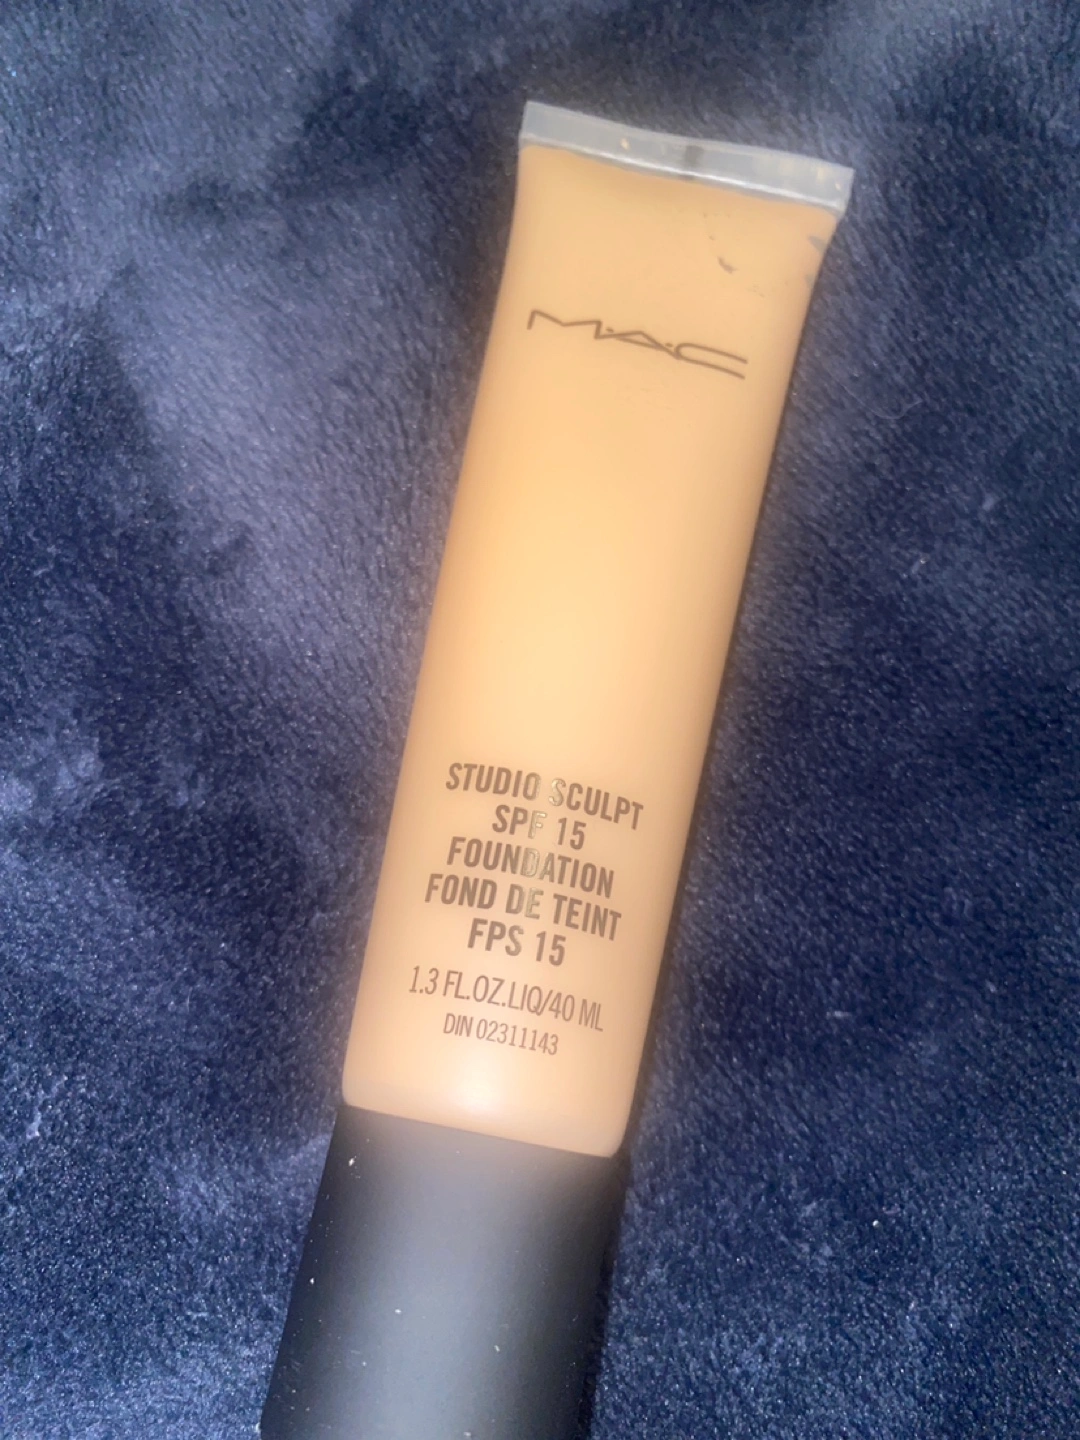 M·A·C
STUDIO SCULPT
SPF 15
FOUNDATION
FOND DE TEINT
FPS 15
1.3 FL.OZ.LIQ/40 ML
DIN 02311143